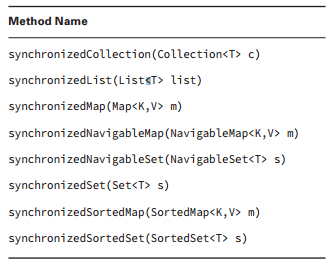 Method Name
synchronizedCollection(Collection<T> c)
synchronizedList(List<T> list)
synchronizedMap(Map<K,V> m)
synchronizedNavigableMap(NavigableMap<K,V> m)
synchronizedNavigableSet(NavigableSet<T> s)
synchronizedSet(Set<T> s)
synchronizedSortedMap(SortedMap<K,V> m)
synchronizedSortedSet(SortedSet<T> s)